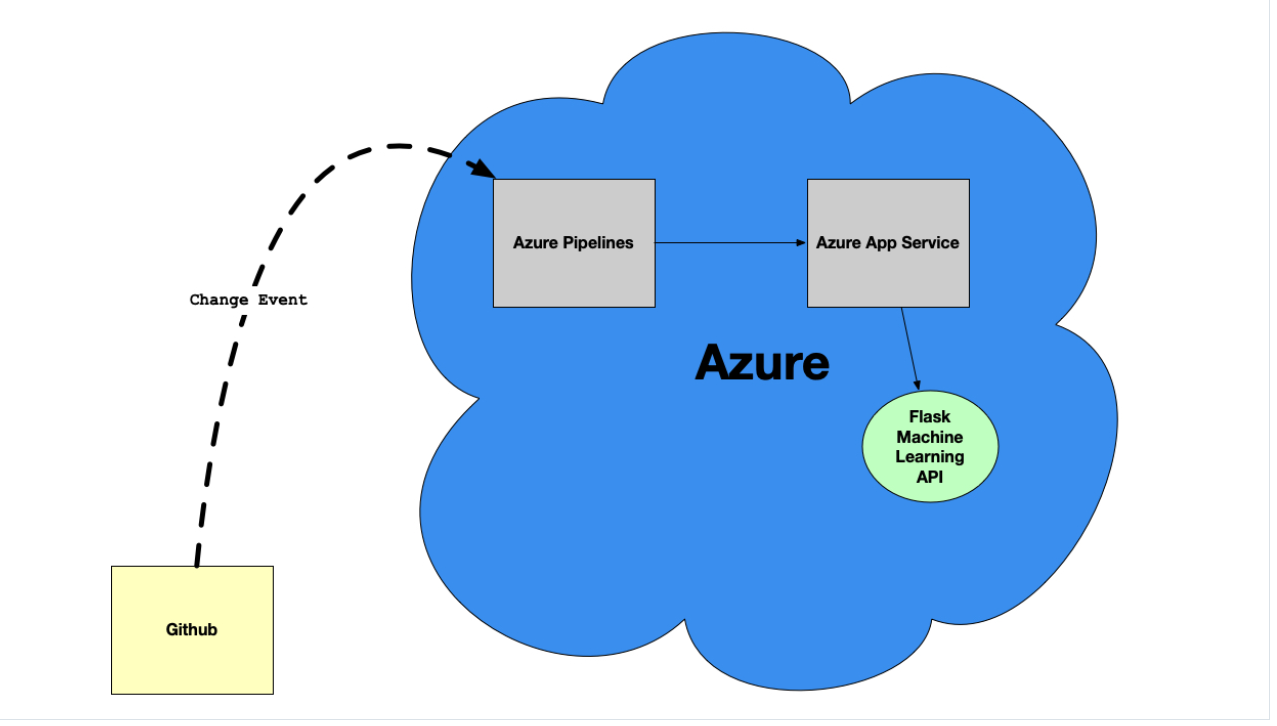 Azure Pipelines
Azure App Service
Change Event
Azure
Flask
Machine
Learning
API
Github